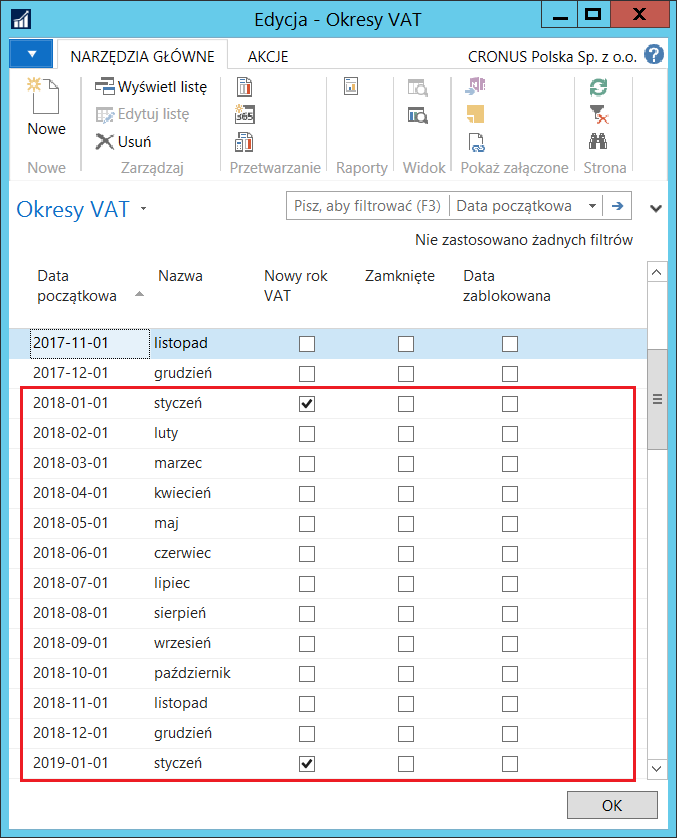 Edycja - Okresy VAT
NARZĘDZIA GŁÓWNE AKCJE CRONUS Polska Sp. z o.o. ?
Nowe
Wyświetl listę
Edytuj listę
Usuń
365
Nowe Zarządzaj Przetwarzanie Raporty Widok Pokaż załączone Strona
Okresy VAT Pisz, aby filtrować (F3) Data początkowa
Nie zastosowano żadnych filtrów
Data początkowa Nazwa Nowy rok VAT Zamknięte Data zablokowana
2017-11-01 listopad
2017-12-01 grudzień
2018-01-01 styczeń
2018-02-01 luty
2018-03-01 marzec
2018-04-01 kwiecień
2018-05-01 maj
2018-06-01 czerwiec
2018-07-01 lipiec
2018-08-01 sierpień
2018-09-01 wrzesień
2018-10-01 październik
2018-11-01 listopad
2018-12-01 grudzień
2019-01-01 styczeń
OK